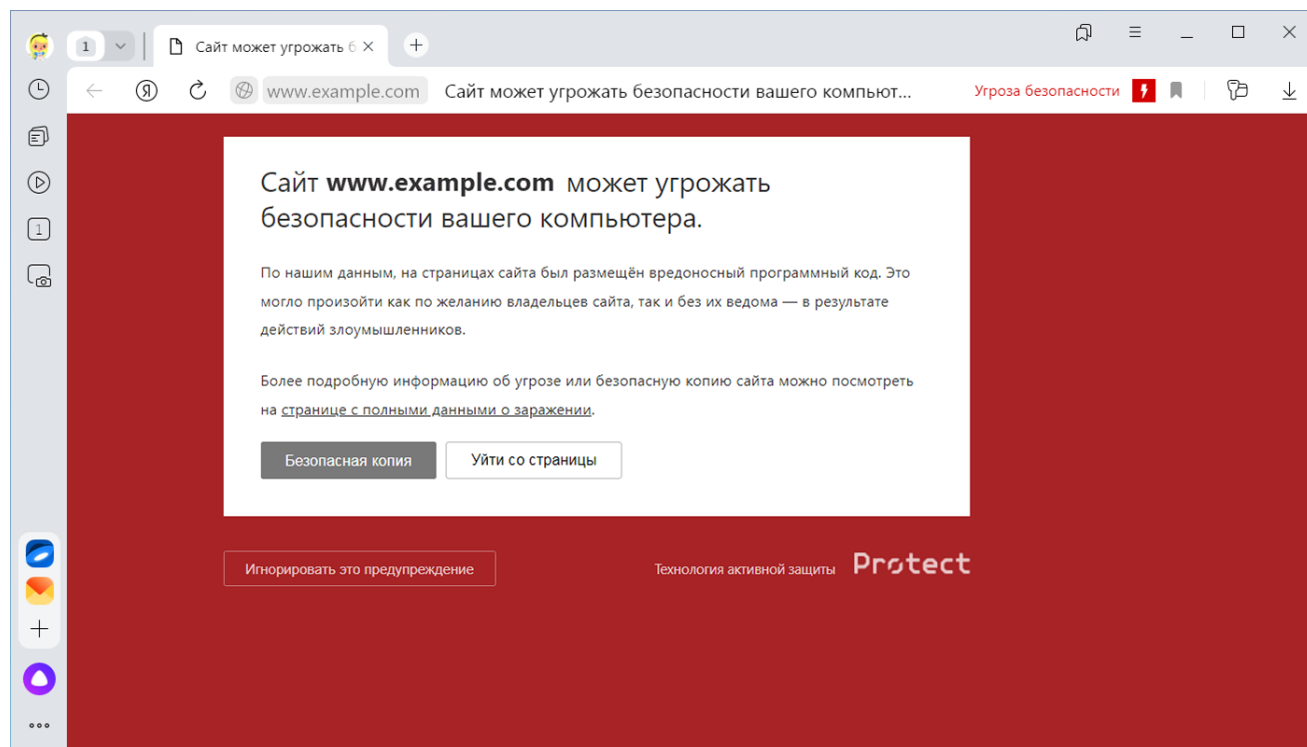 1
Сайт может угрожать б
Я
www.example.com
Сайт может угрожать безопасности вашего компьют...
Угроза безопасности
1
Сайт www.example.com может угрожать
безопасности вашего компьютера.
По нашим данным, на страницах сайта был размещён вредоносный программный код. Это
могло произойти как по желанию владельцев сайта, так и без их ведома — в результате
действий злоумышленников.
Более подробную информацию об угрозе или безопасную копию сайта можно посмотреть
на странице с полными данными о заражении.
Безопасная копия
Уйти со страницы
Игнорировать это предупреждение
Технология активной защиты
Protect